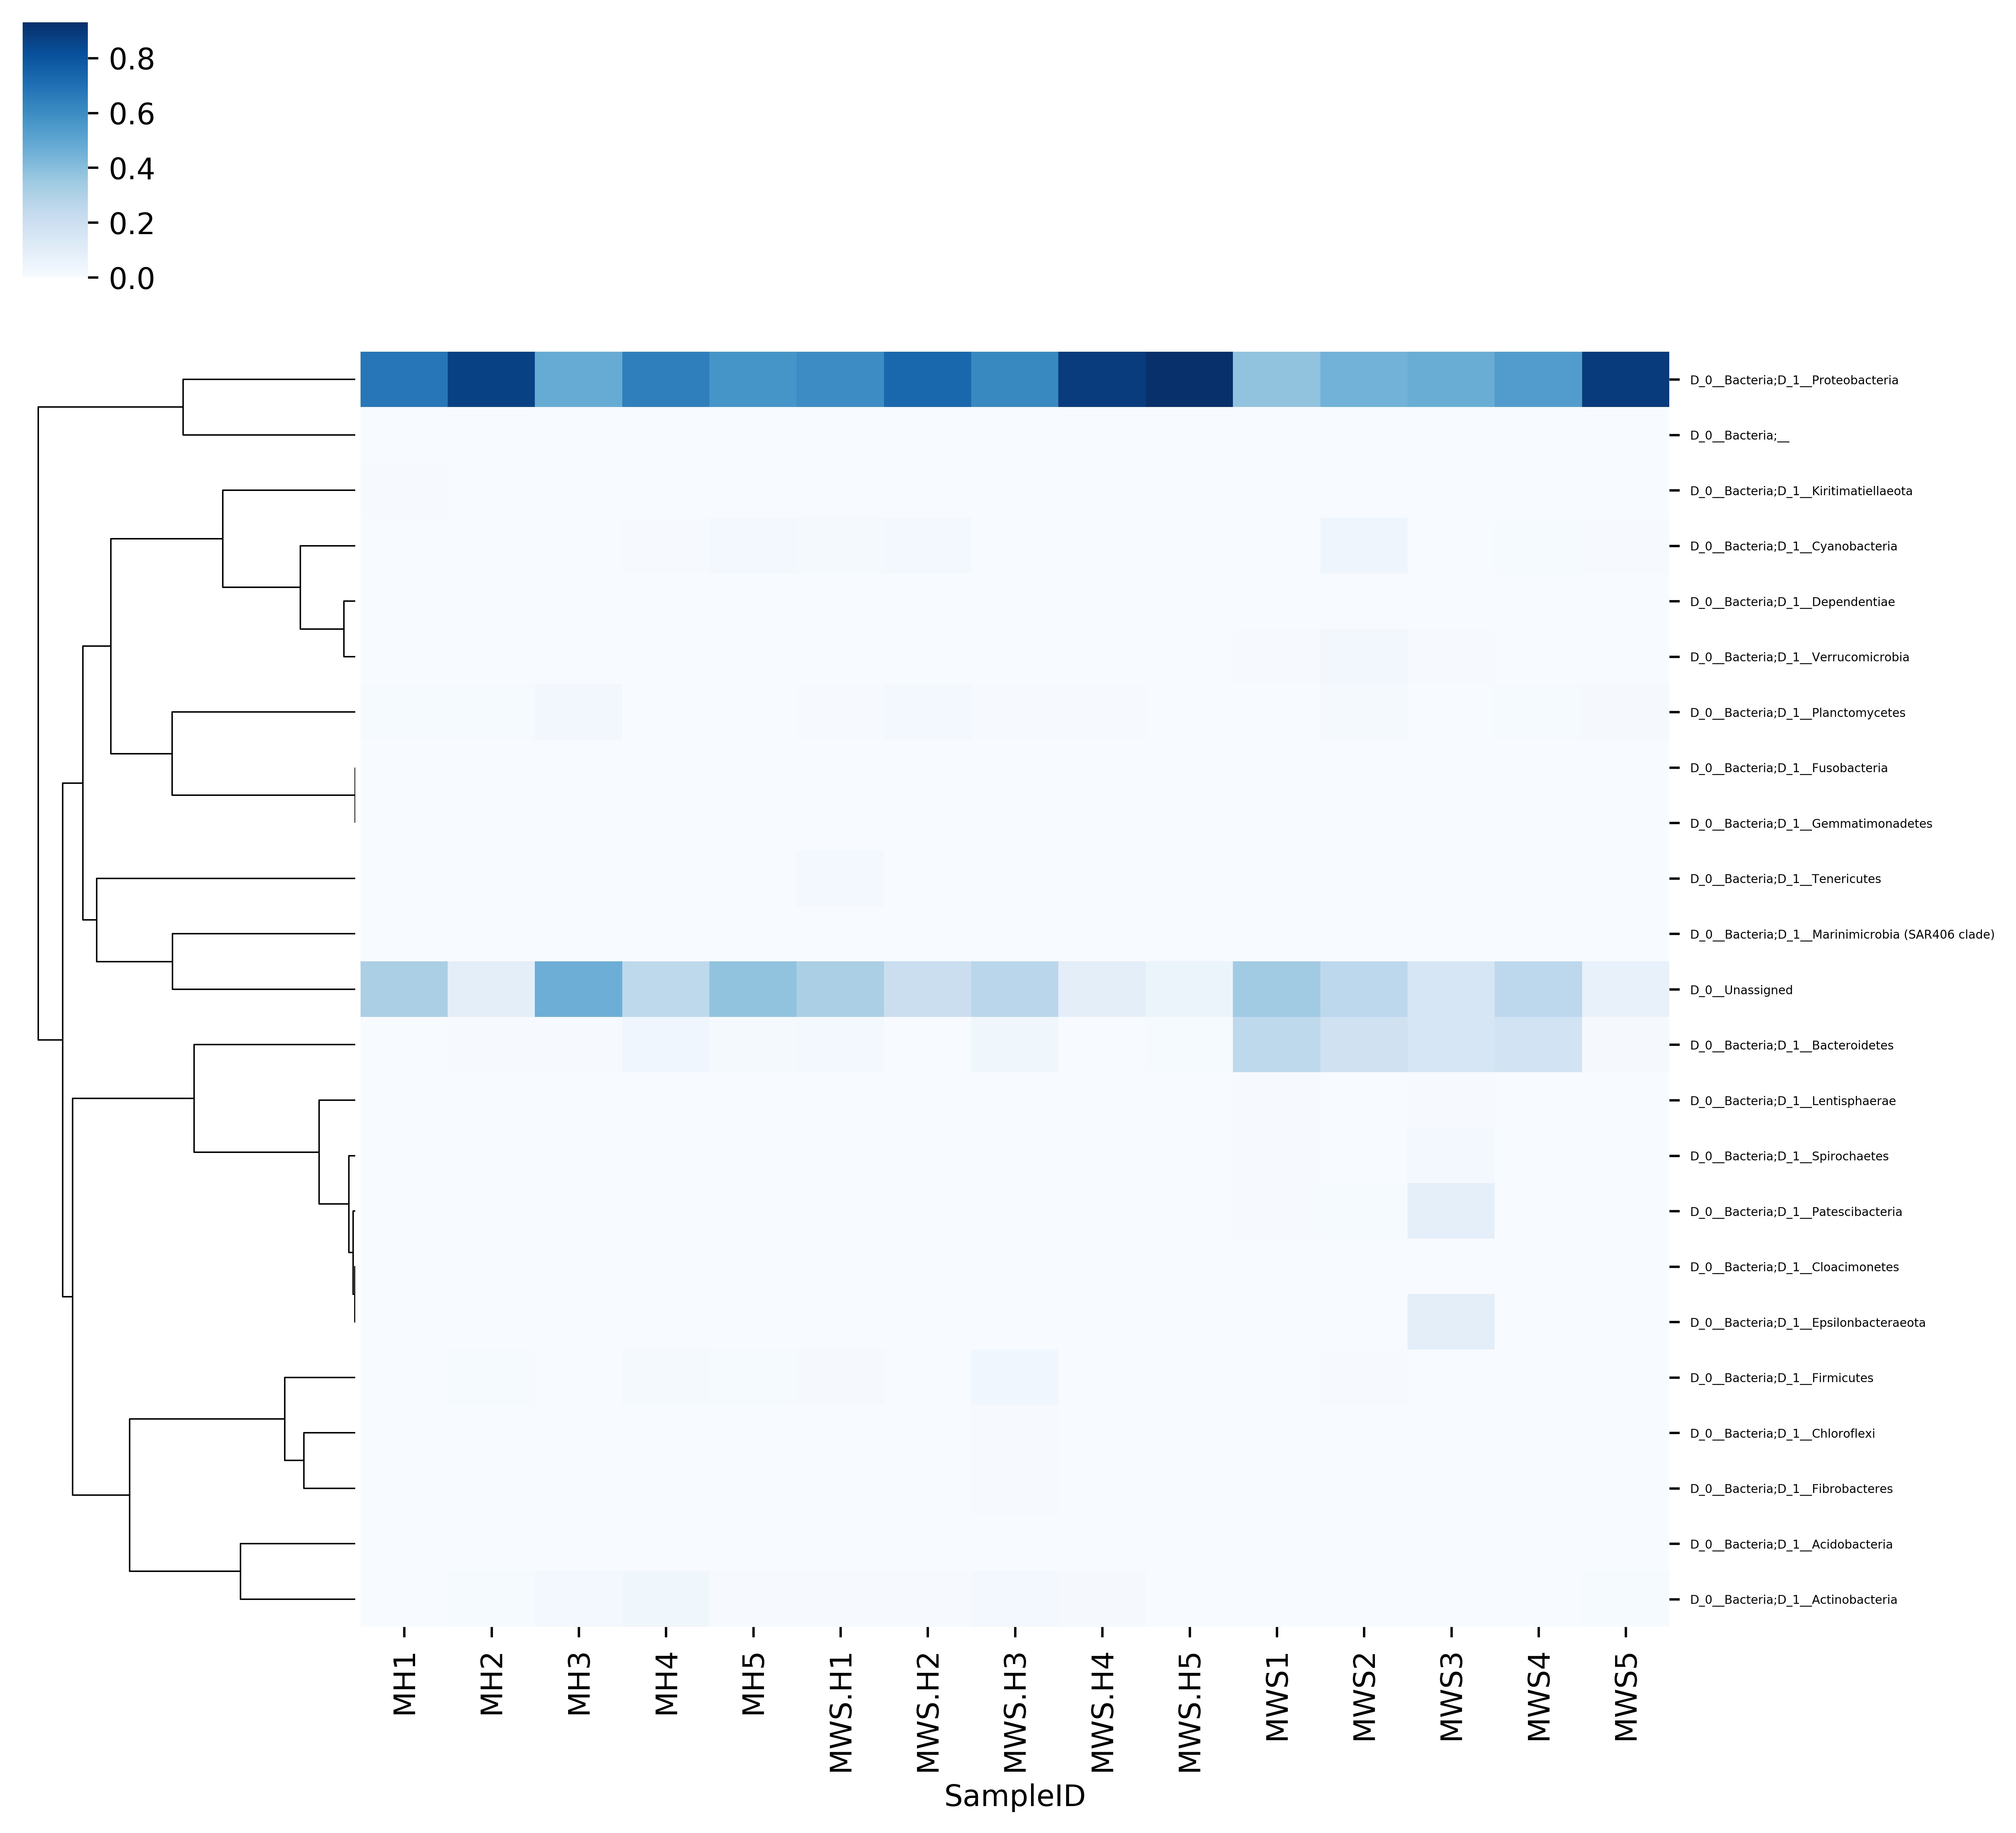 0.8
0.6
0.4
0.2
0.0
D_0__Bacteria;D_1__Proteobacteria
D_0__Bacteria;__
D_0__Bacteria;D_1__Kiritimatiellaeota
D_0__Bacteria;D_1__Cyanobacteria
D_0__Bacteria;D_1__Dependentiae
D_0__Bacteria;D_1__Verrucomicrobia
D_0__Bacteria;D_1__Planctomycetes
D_0__Bacteria;D_1__Fusobacteria
D_0__Bacteria;D_1__Gemmatimonadetes
D_0__Bacteria;D_1__Tenericutes
D_0__Bacteria;D_1__Marinimicrobia (SAR406 clade)
D_0__Unassigned
D_0__Bacteria;D_1__Bacteroidetes
D_0__Bacteria;D_1__Lentisphaerae
D_0__Bacteria;D_1__Spirochaetes
D_0__Bacteria;D_1__Patescibacteria
D_0__Bacteria;D_1__Cloacimonetes
D_0__Bacteria;D_1__Epsilonbacteraeota
D_0__Bacteria;D_1__Firmicutes
D_0__Bacteria;D_1__Chloroflexi
D_0__Bacteria;D_1__Fibrobacteres
D_0__Bacteria;D_1__Acidobacteria
D_0__Bacteria;D_1__Actinobacteria
MH1
MH2
MH3
MH4
MH5
MWS.H1
MWS.H2
MWS.H3
MWS.H4
MWS.H5
MWS1
MWS2
MWS3
MWS4
MWS5
SampleID